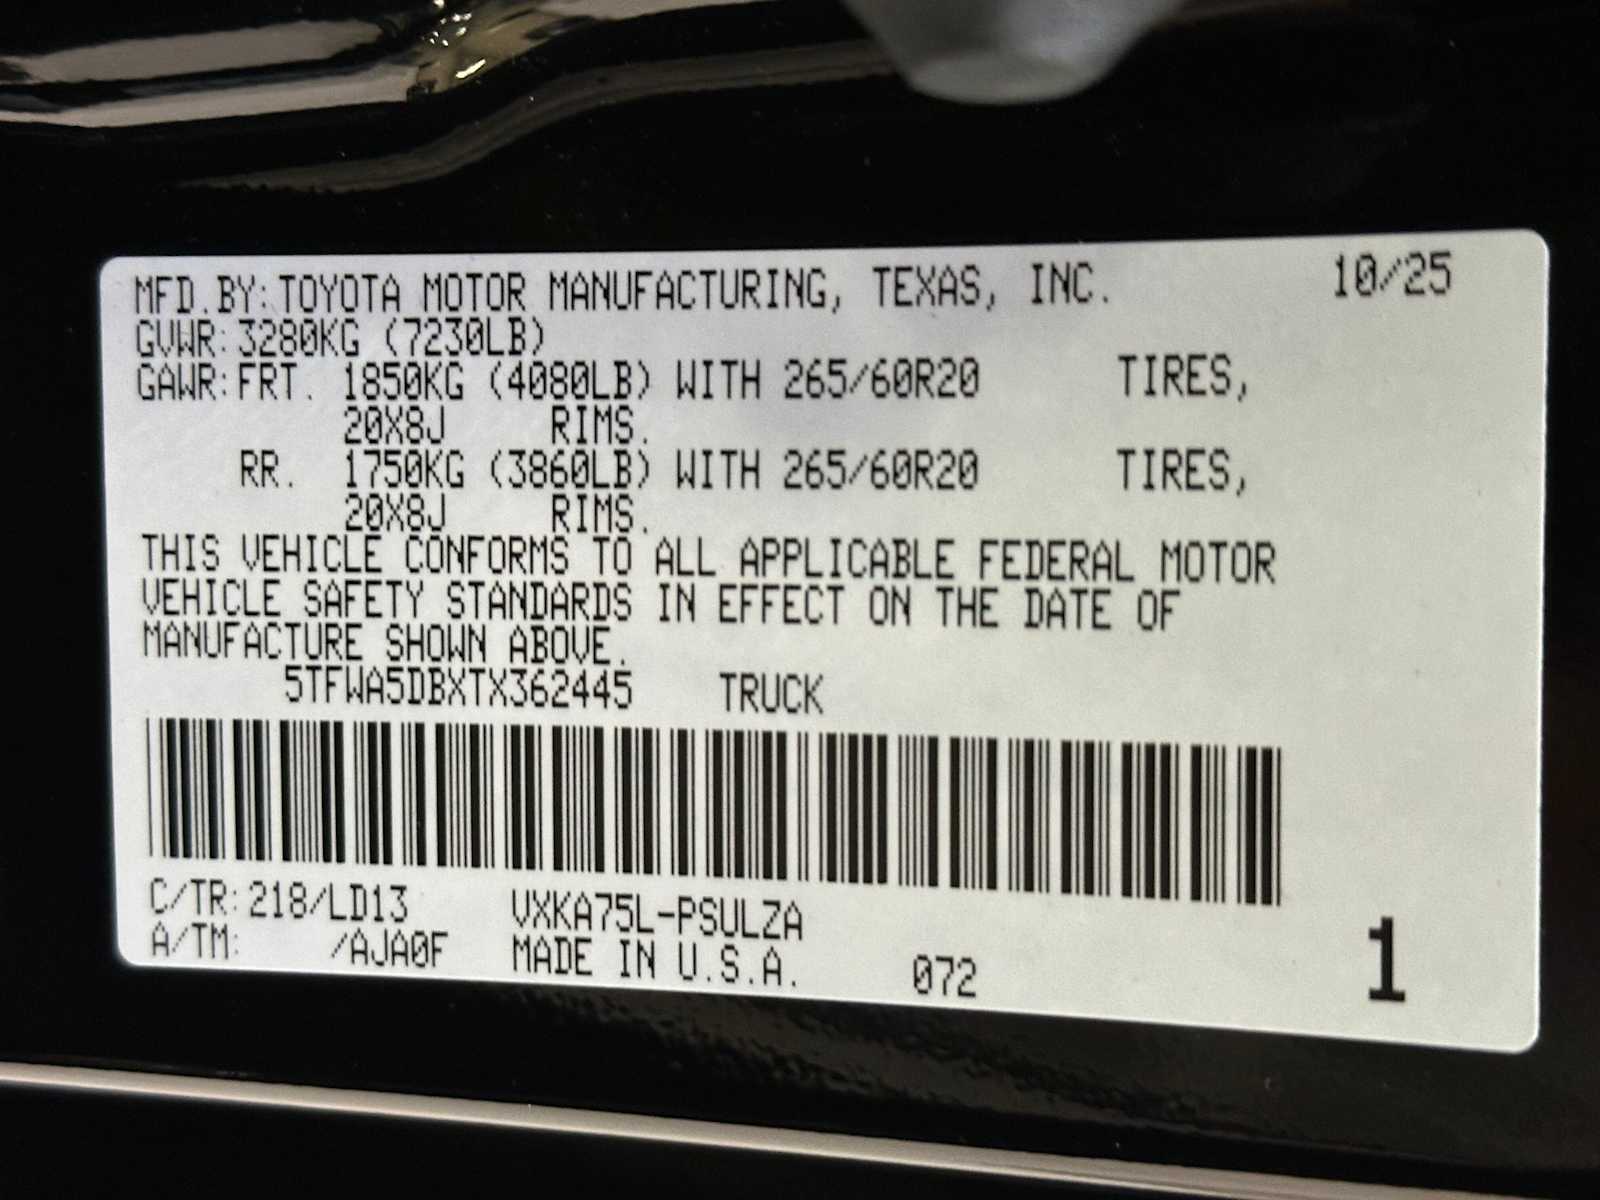 MFD.BY:TOYOTA MOTOR MANUFACTURING, TEXAS, INC. 10/25
GVWR:3280KG (7230LB)
GAWR:FRT. 1850KG (4080LB) WITH 265/60R20 TIRES,
20X8J RIMS.
RR. 1750KG (3860LB) WITH 265/60R20 TIRES,
20X8J RIMS.
THIS VEHICLE CONFORMS TO ALL APPLICABLE FEDERAL MOTOR
VEHICLE SAFETY STANDARDS IN EFFECT ON THE DATE OF
MANUFACTURE SHOWN ABOVE.
5TFWA5DBXTX362445 TRUCK
C/TR:218/LD13 VXKA75L-PSULZA
A/TM: /AJA0F MADE IN U.S.A. 072 1